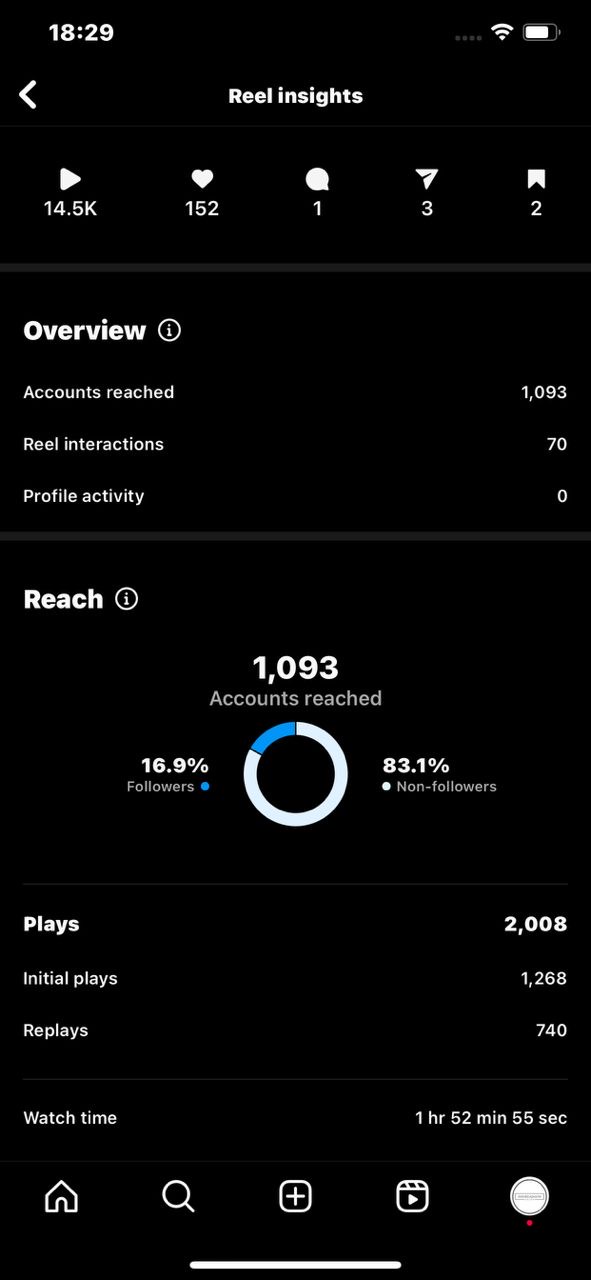 18:29
Reel insights
14.5K 152 1 3 2
Overview
Accounts reached 1,093
Reel interactions 70
Profile activity 0
Reach
1,093
Accounts reached
16.9% 83.1%
Followers Non-followers
Plays 2,008
Initial plays 1,268
Replays 740
Watch time 1 hr 52 min 55 sec